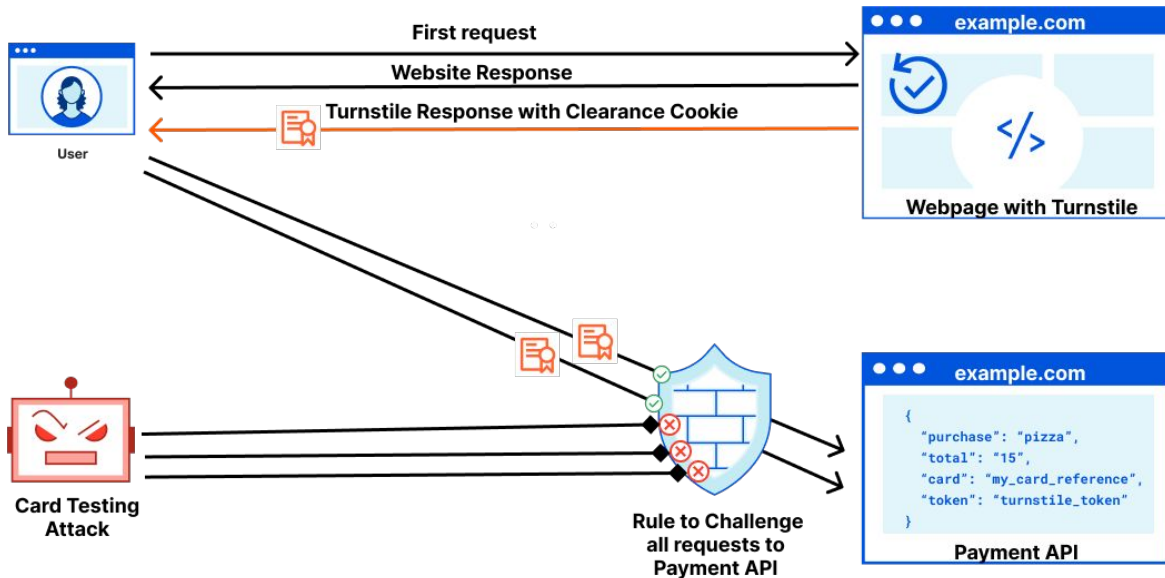 First request
example.com
Website Response
Turnstile Response with Clearance Cookie
User
</>
Webpage with Turnstile
example.com
{
“purchase”: “pizza”,
“total”: “15”,
“card”: “my_card_reference”,
“token”: “turnstile_token”
}
Card Testing
Attack
Rule to Challenge
all requests to
Payment API
Payment API